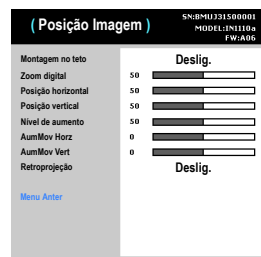 ( Posição Imagem )
SN:BMUJ31500001
MODEL:IN1110a
FW:A06
Montagem no teto Deslig.
Zoom digital 50
Posição horizontal 50
Posição vertical 50
Nível de aumento 50
AumMov Horz 0
AumMov Vert 0
Retroprojeção Deslig.
Menu Anter